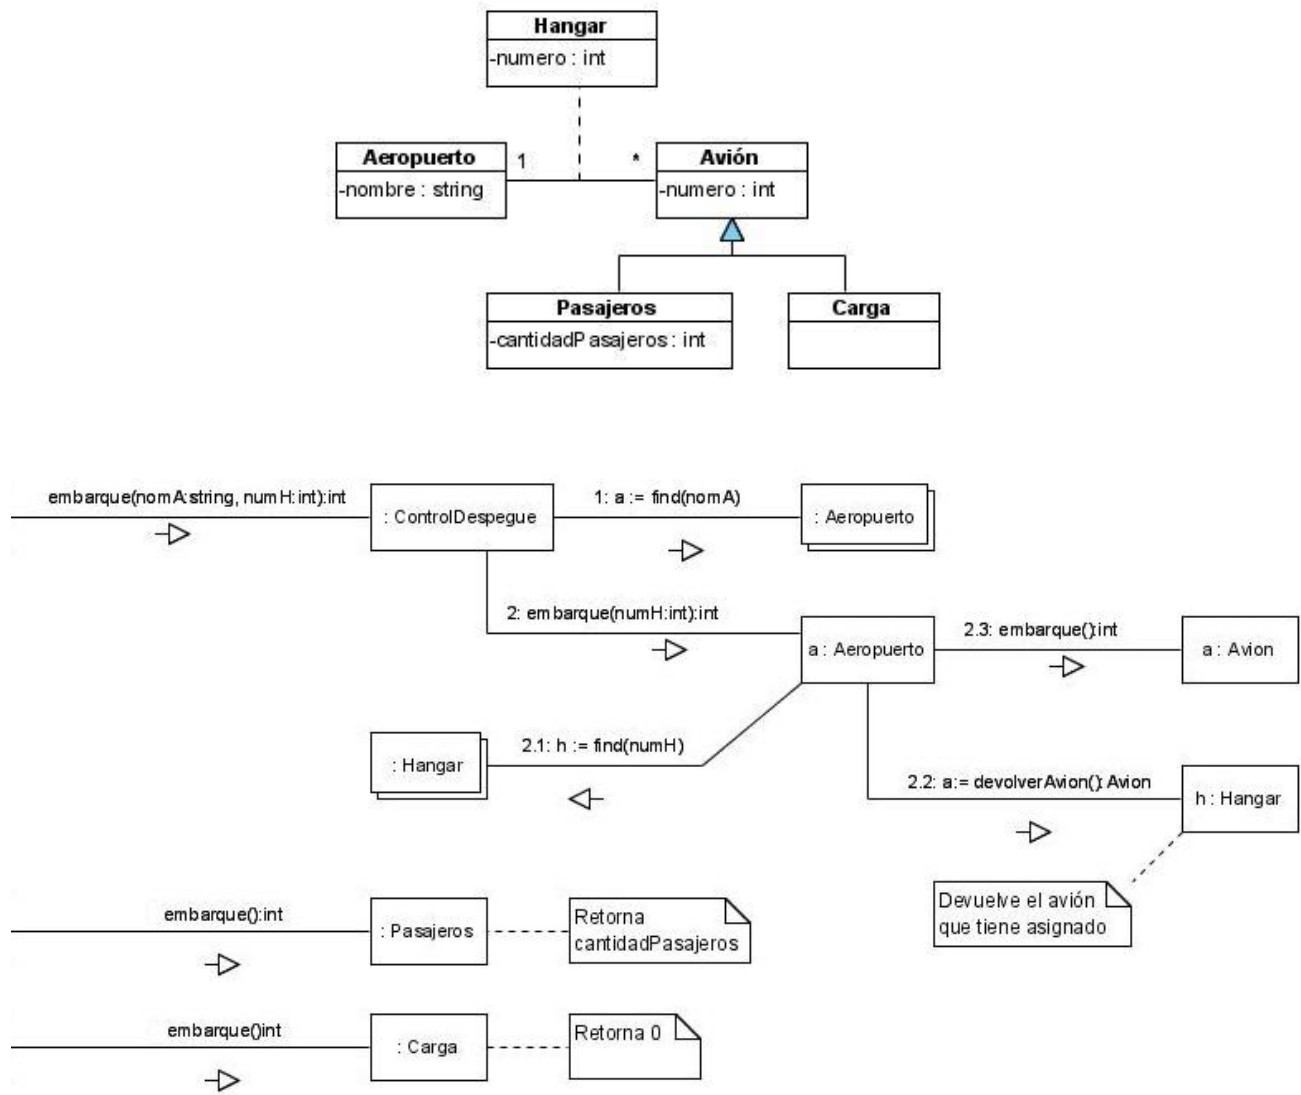 Hangar
-numero : int
Aeropuerto
-nombre : string
1
*
Avión
-numero : int
Pasajeros
-cantidadPasajeros : int
Carga
embarque(nomA:string, numH:int):int
: ControlDespegue
1: a := find(nomA)
: Aeropuerto
2: embarque(numH:int):int
a : Aeropuerto
2.3: embarque():int
a : Avion
: Hangar
2.1: h := find(numH)
2.2: a:= devolverAvion(): Avion
h : Hangar
Devuelve el avión
que tiene asignado
embarque():int
: Pasajeros
Retorna
cantidadPasajeros
embarque()int
: Carga
Retorna 0